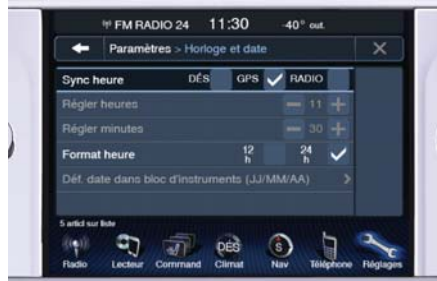 FM RADIO 24 11:30 -40° out.
Paramètres > Horloge et date
Sync heure DÉS GPS RADIO
Régler heures 11
Régler minutes 30
Format heure 12 h 24 h
Déf. date dans bloc d'instruments (JJ/MM/AA)
5 articl sur liste
DÉS S
Radio Lecteur Command Climat Nav Téléphone Réglages